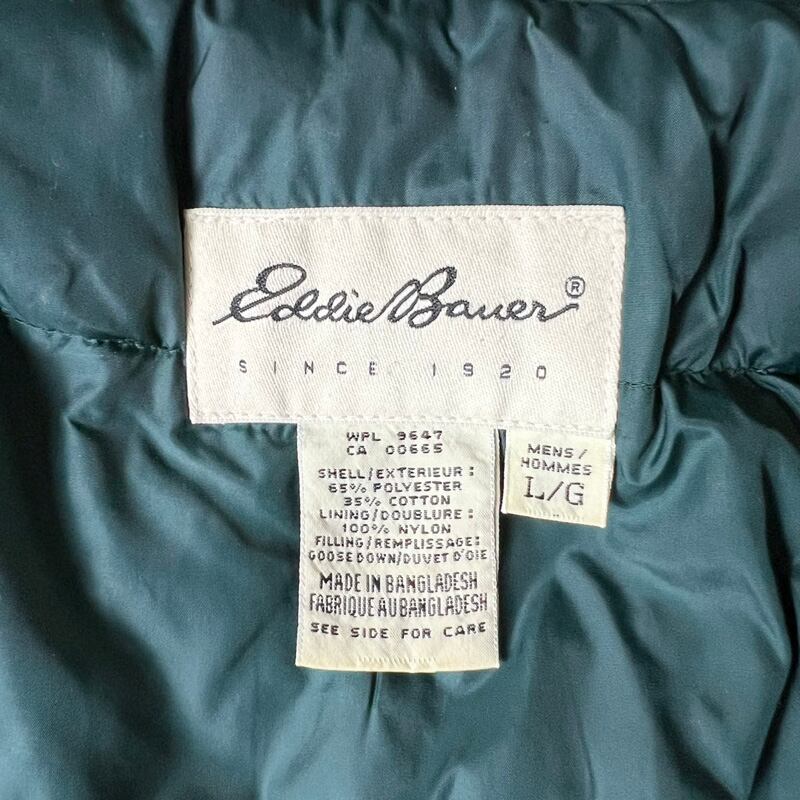 Eddie Bauer®
SINCE 1920
WPL 9647
CA 00665
SHELL/EXTERIEUR:
65% POLYESTER
35% COTTON
LINING/DOUBLURE:
100% NYLON
FILLING/REMPLISSAGE:
GOOSE DOWN/DUVET D'OIE
MADE IN BANGLADESH
FABRIQUE AU BANGLADESH
SEE SIDE FOR CARE
MENS/
HOMMES
L/G